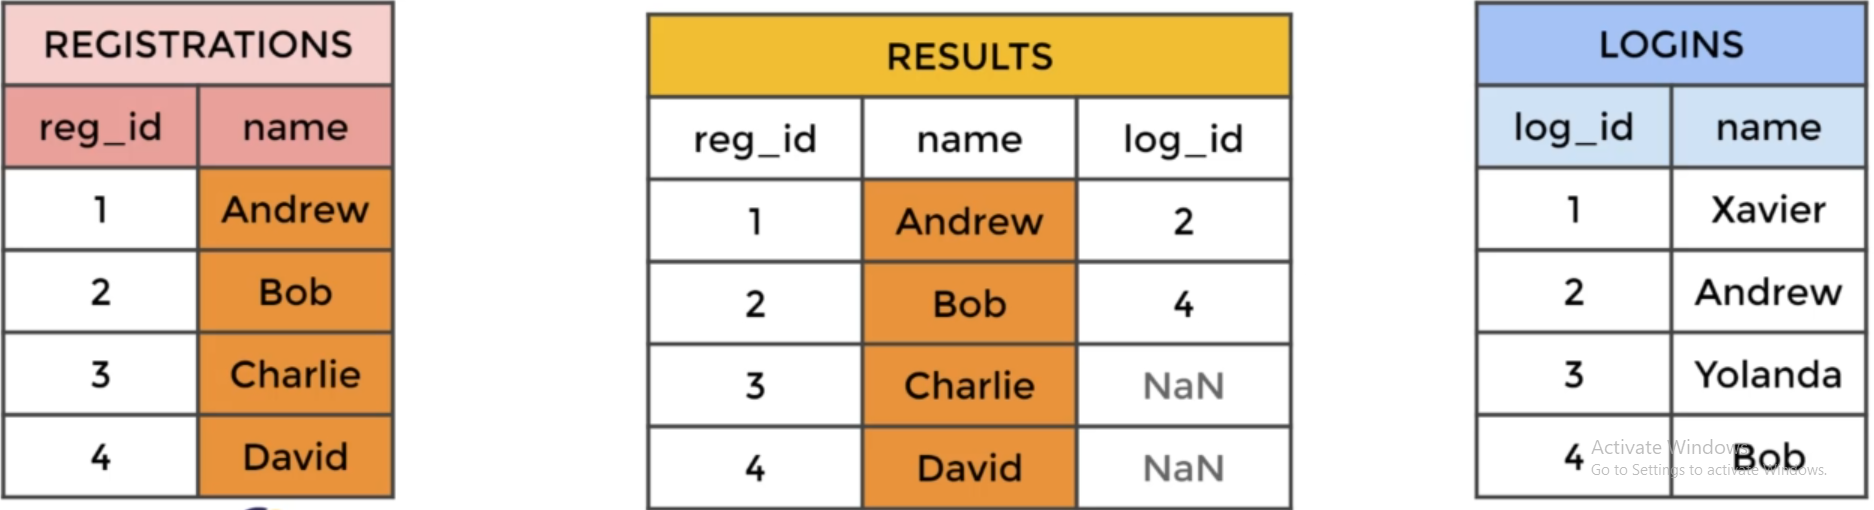 REGISTRATIONS
reg_id name
1 Andrew
2 Bob
3 Charlie
4 David
RESULTS
reg_id name log_id
1 Andrew 2
2 Bob 4
3 Charlie NaN
4 David NaN
LOGINS
log_id name
1 Xavier
2 Andrew
3 Yolanda
4 Bob
Activate Windows
Go to Settings to activate Windows.